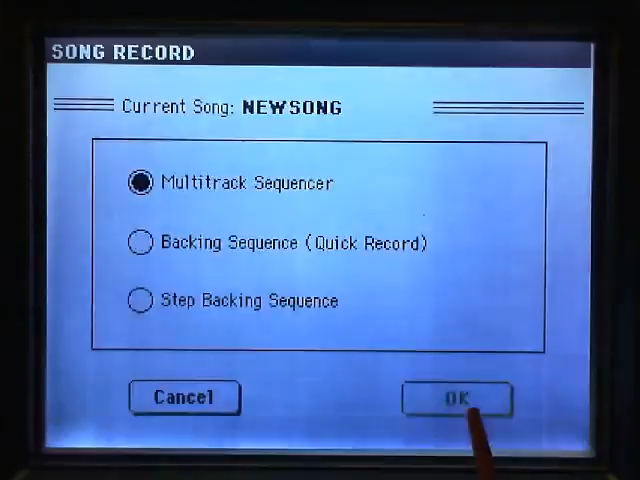 SONG RECORD
Current Song: NEWSONG
Multitrack Sequencer
Backing Sequence (Quick Record)
Step Backing Sequence
Cancel
OK